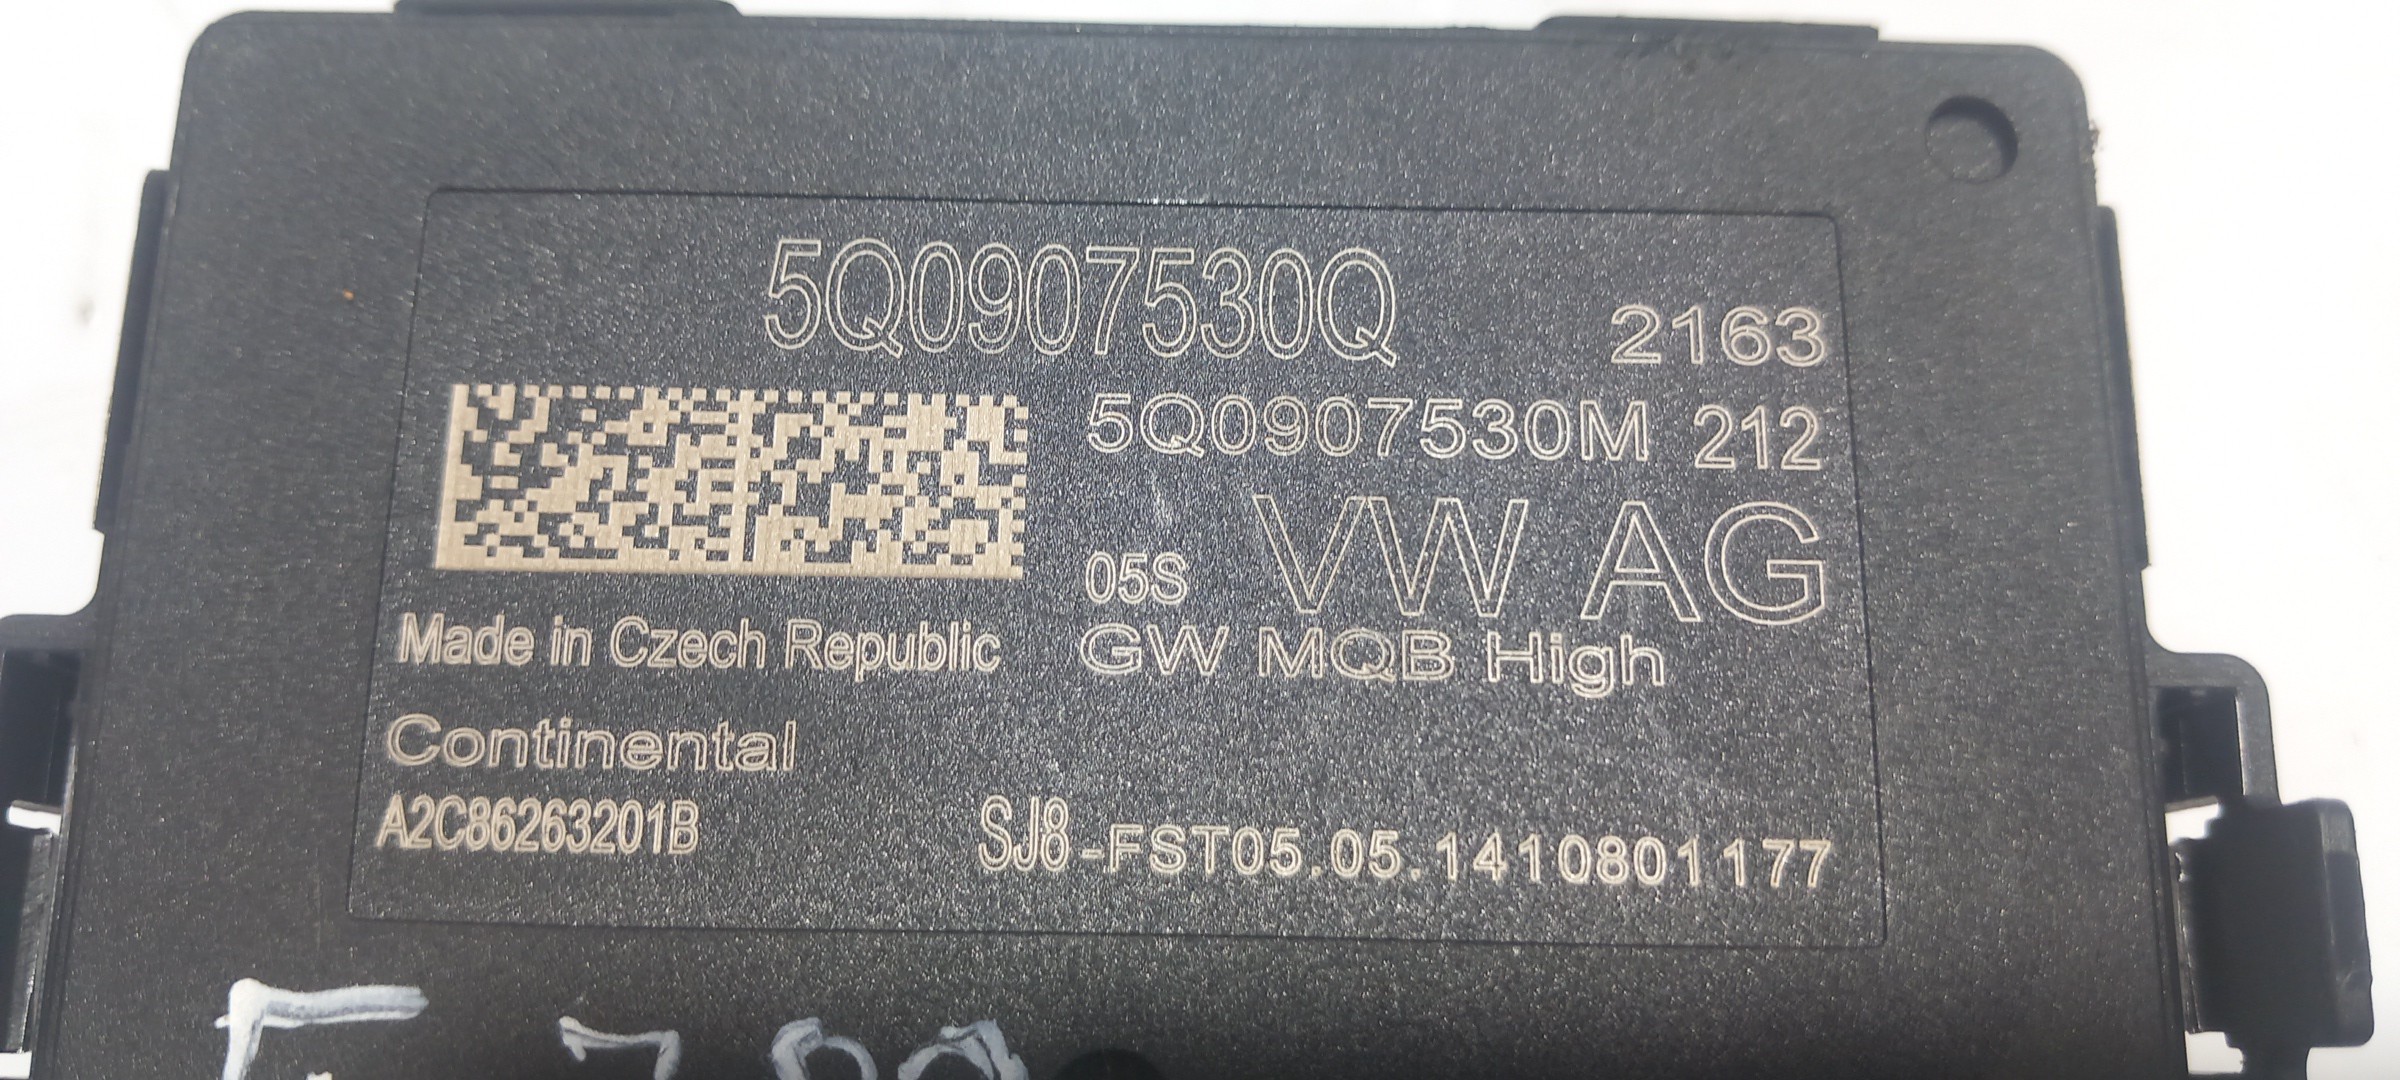 5Q0907530Q
2163
5Q0907530M 212
05S VW AG
Made in Czech Republic
GW MQB High
Continental
A2C86263201B
SJ8-FST05.05.1410801177